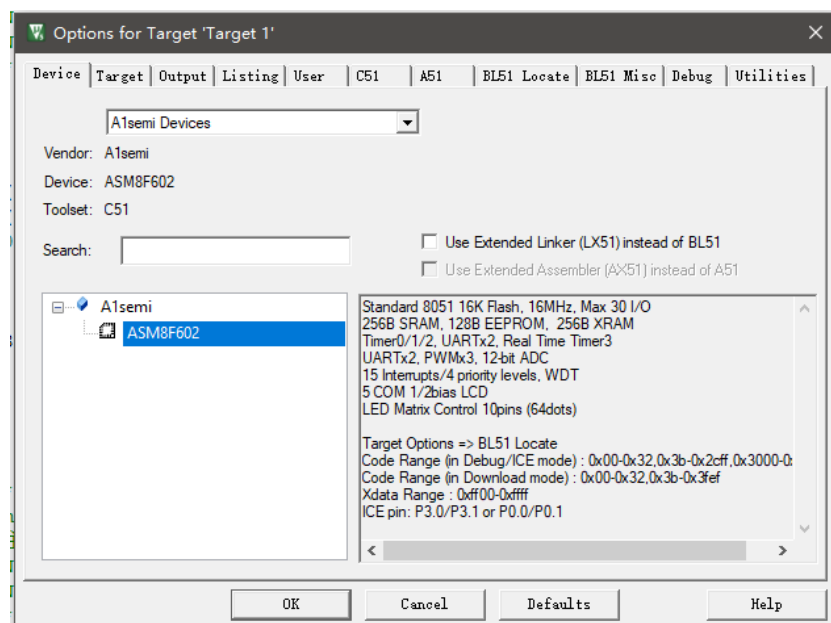 Options for Target 'Target 1'
Device Target Output Listing User C51 A51 BL51 Locate BL51 Misc Debug Utilities
A1semi Devices
Vendor: A1semi
Device: ASM8F602
Toolset: C51
Search:
Use Extended Linker (LX51) instead of BL51
Use Extended Assembler (AX51) instead of A51
A1semi
ASM8F602
Standard 8051 16K Flash, 16MHz, Max 30 I/O
256B SRAM, 128B EEPROM, 256B XRAM
Timer0/1/2, UARTx2, Real Time Timer3
UARTx2, PWMx3, 12-bit ADC
15 Interrupts/4 priority levels, WDT
5 COM 1/2bias LCD
LED Matrix Control 10pins (64dots)
Target Options => BL51 Locate
Code Range (in Debug/ICE mode) : 0x00-0x32,0x3b-0x2cff,0x3000-0
Code Range (in Download mode) : 0x00-0x32,0x3b-0x3fef
Xdata Range : 0xff00-0xffff
ICE pin: P3.0/P3.1 or P0.0/P0.1
OK Cancel Defaults Help